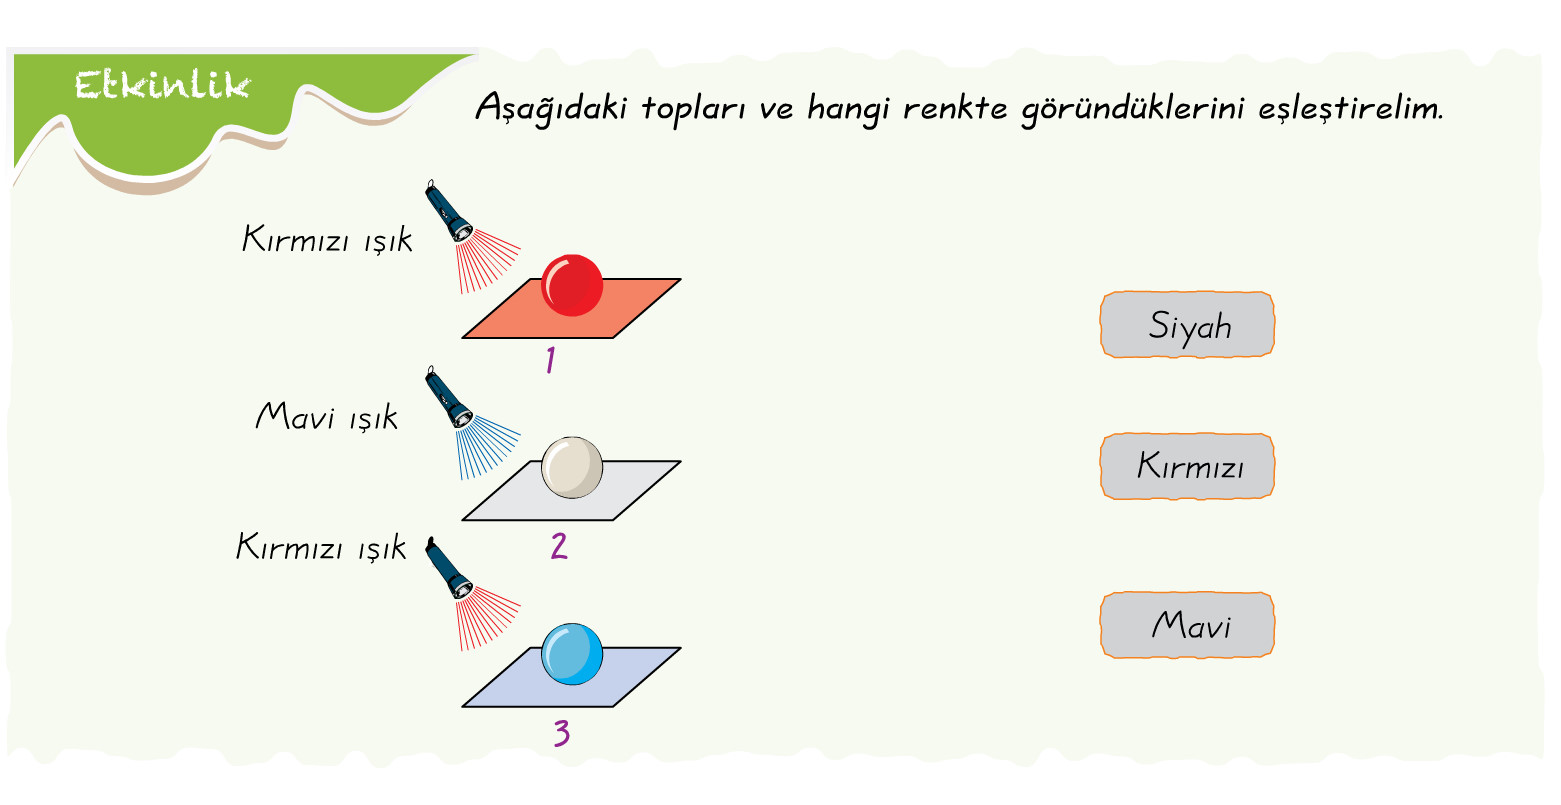 Etkinlik
Aşağıdaki topları ve hangi renkte göründüklerini eşleştirelim.
Kırmızı ışık
1
Mavi ışık
2
Kırmızı ışık
3
Siyah
Kırmızı
Mavi